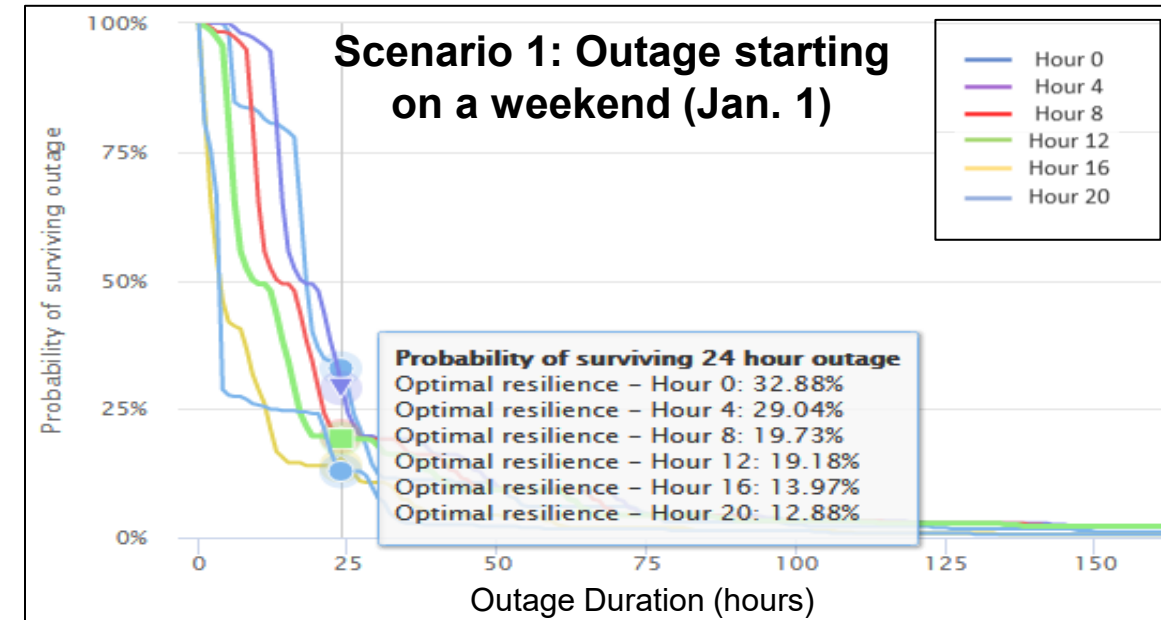 Scenario 1: Outage starting
on a weekend (Jan. 1)
Hour 0
Hour 4
Hour 8
Hour 12
Hour 16
Hour 20
Probability of surviving outage
100%
75%
50%
25%
0%
Probability of surviving 24 hour outage
Optimal resilience – Hour 0: 32.88%
Optimal resilience – Hour 4: 29.04%
Optimal resilience – Hour 8: 19.73%
Optimal resilience – Hour 12: 19.18%
Optimal resilience – Hour 16: 13.97%
Optimal resilience – Hour 20: 12.88%
0 25 50 75 100 125 150
Outage Duration (hours)